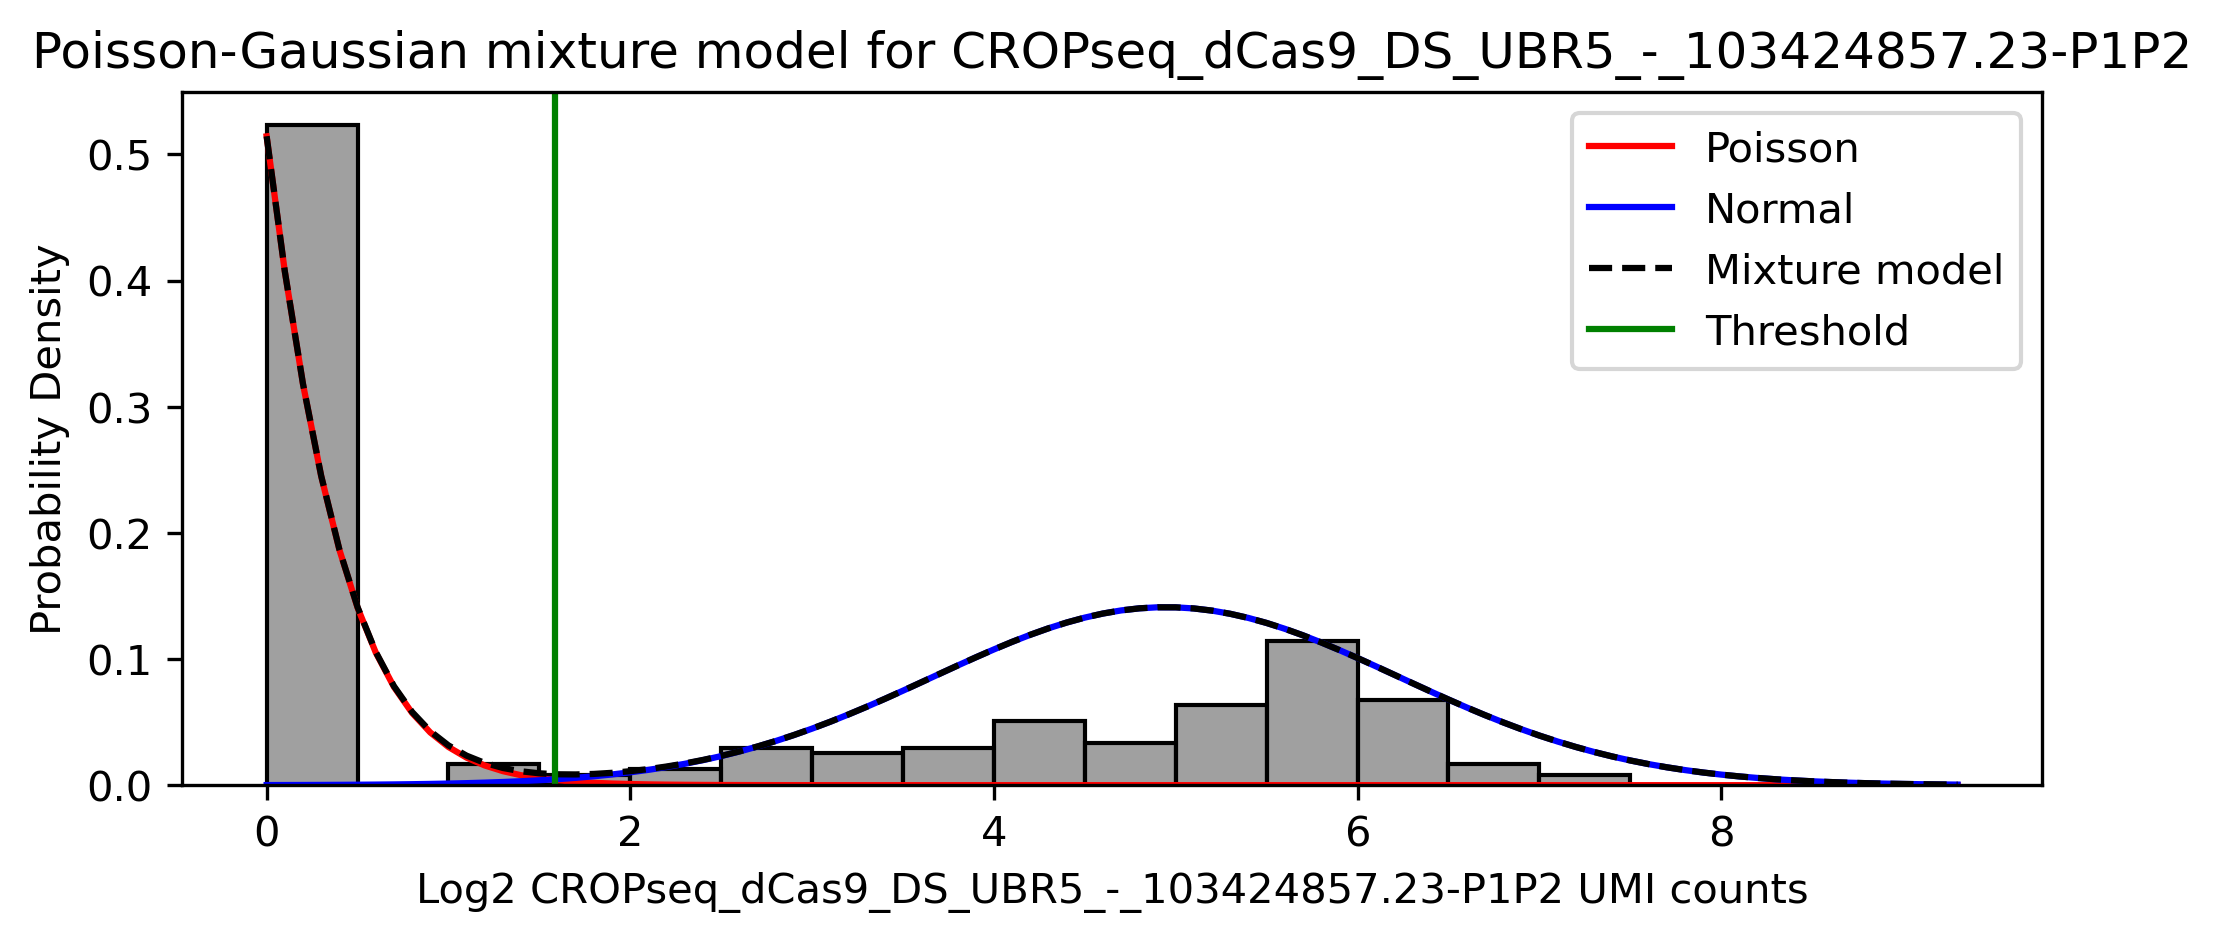 Poisson-Gaussian mixture model for CROPseq_dCas9_DS_UBR5_-_103424857.23-P1P2
Probability Density
0.5
0.4
0.3
0.2
0.1
0.0
Poisson
Normal
Mixture model
Threshold
0 2 4 6 8
Log2 CROPseq_dCas9_DS_UBR5_-_103424857.23-P1P2 UMI counts